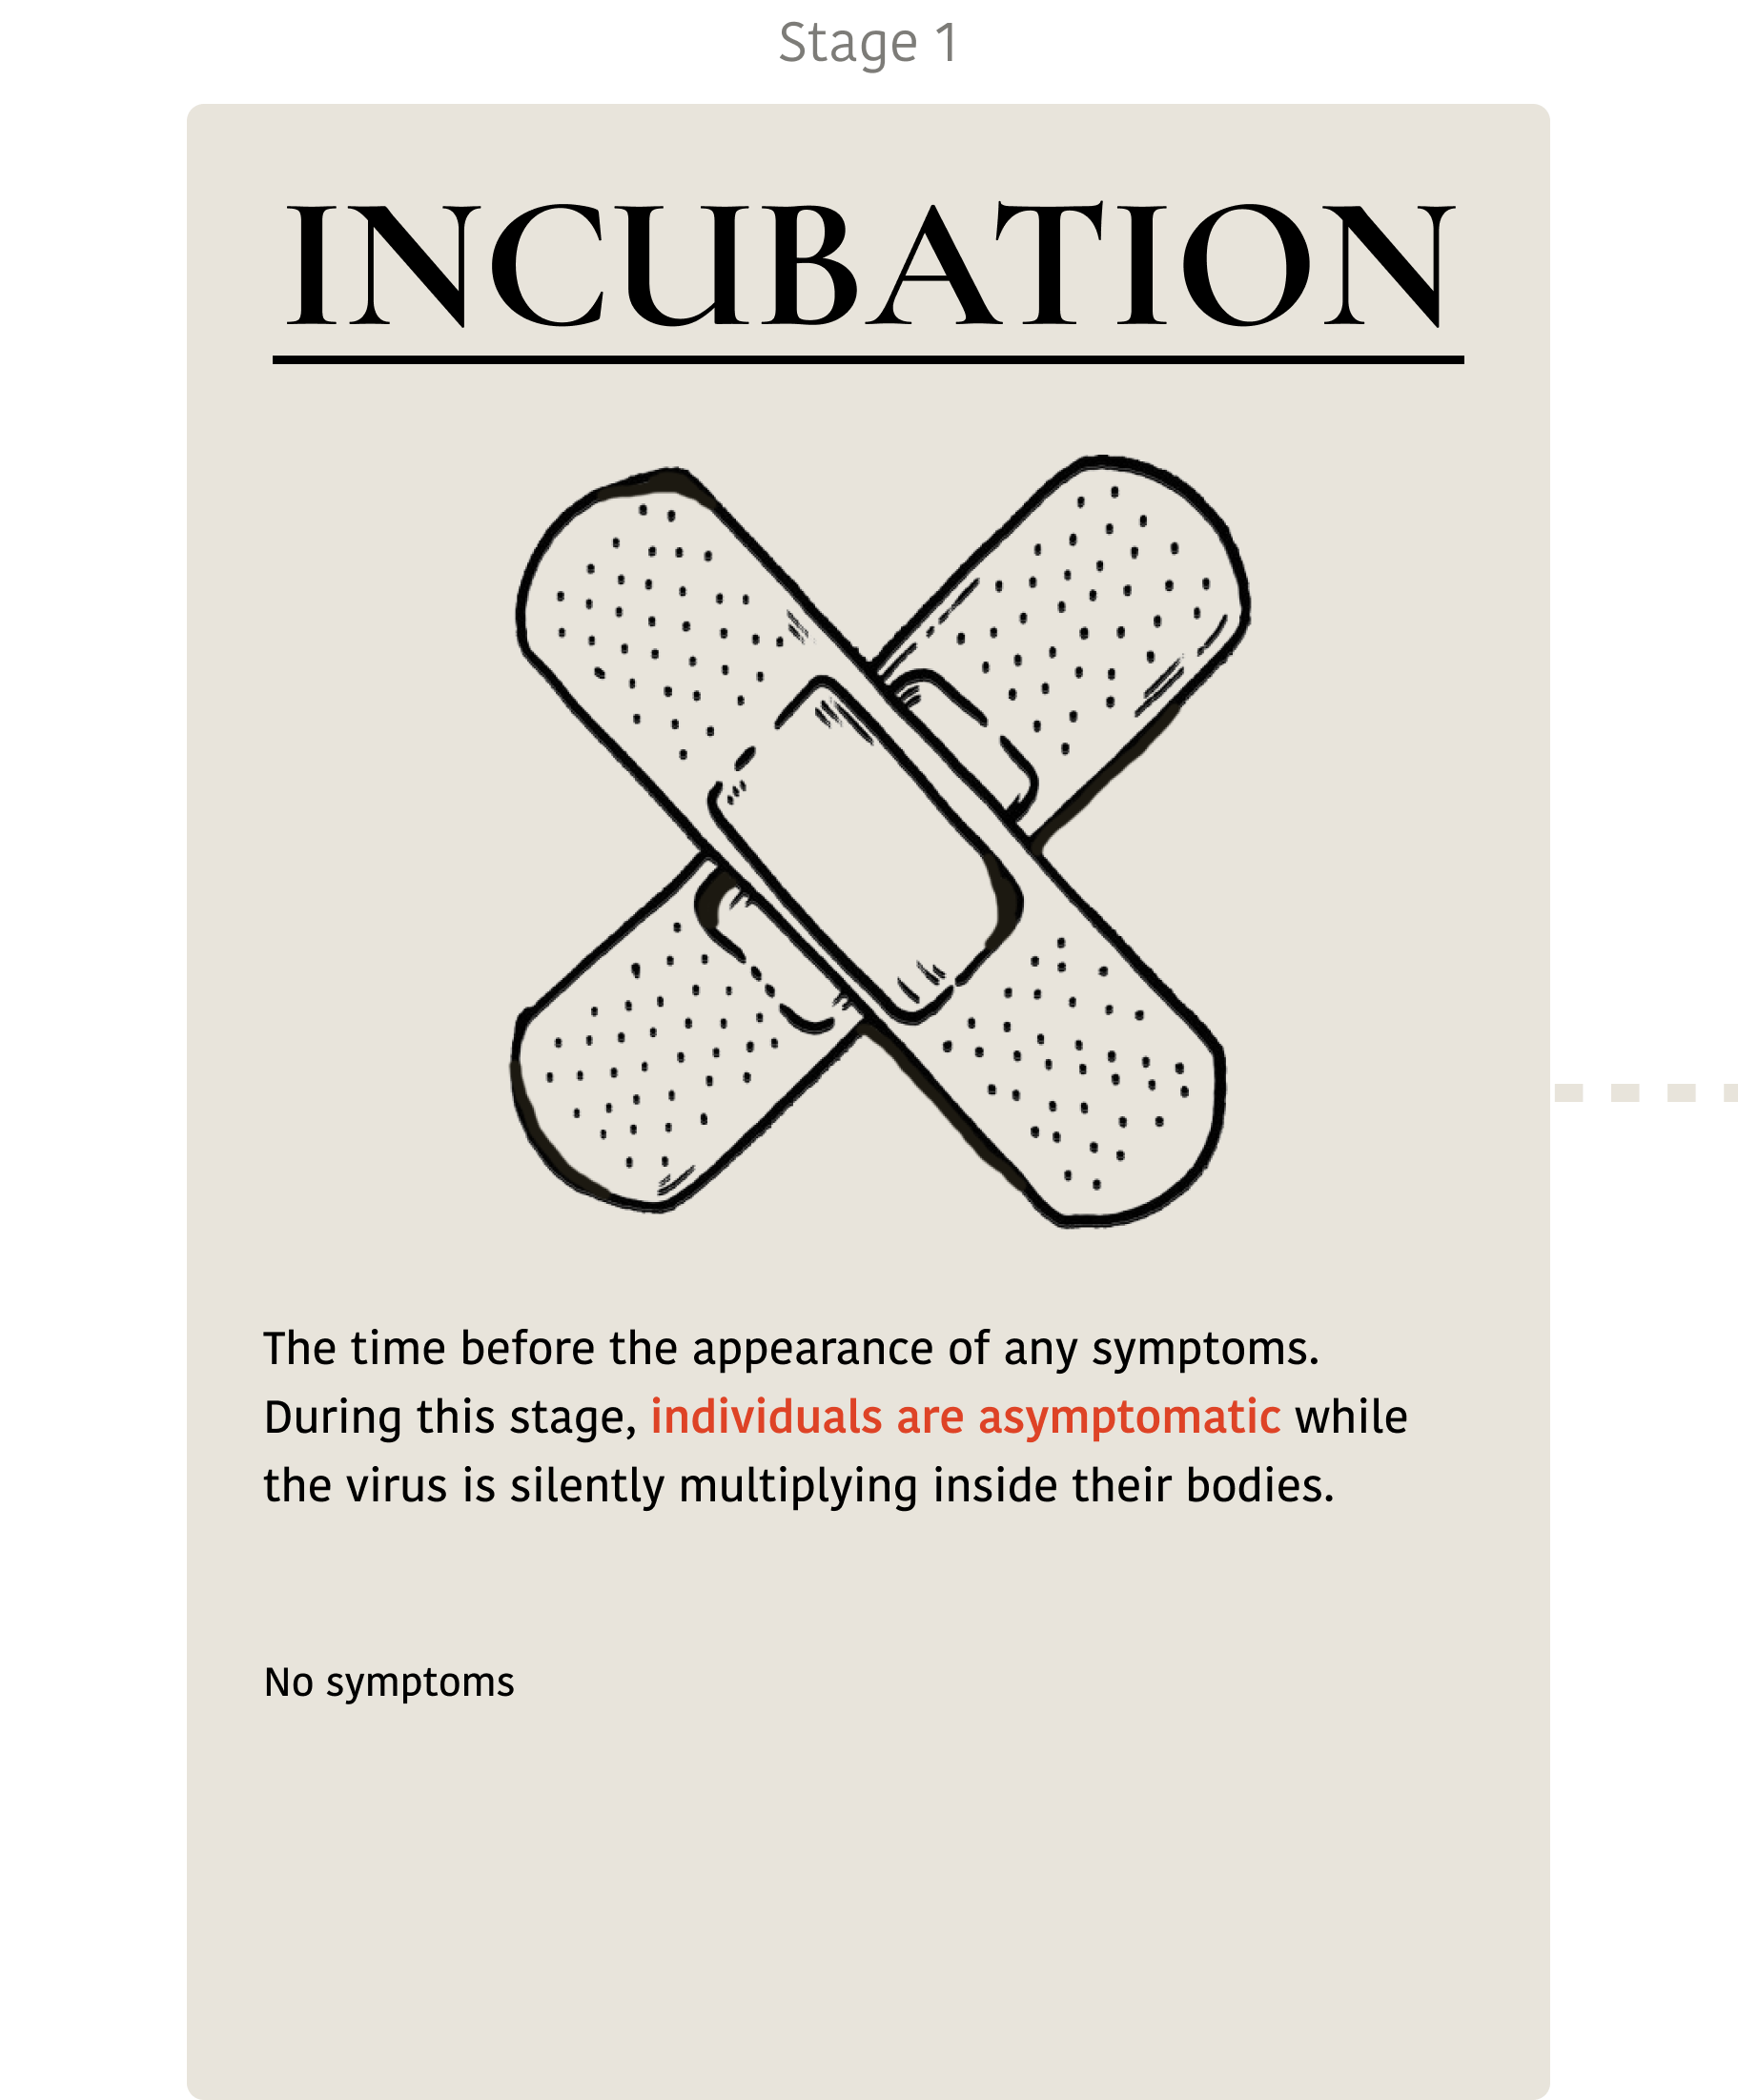 Stage 1
INCUBATION
The time before the appearance of any symptoms.
During this stage, individuals are asymptomatic while
the virus is silently multiplying inside their bodies.
No symptoms